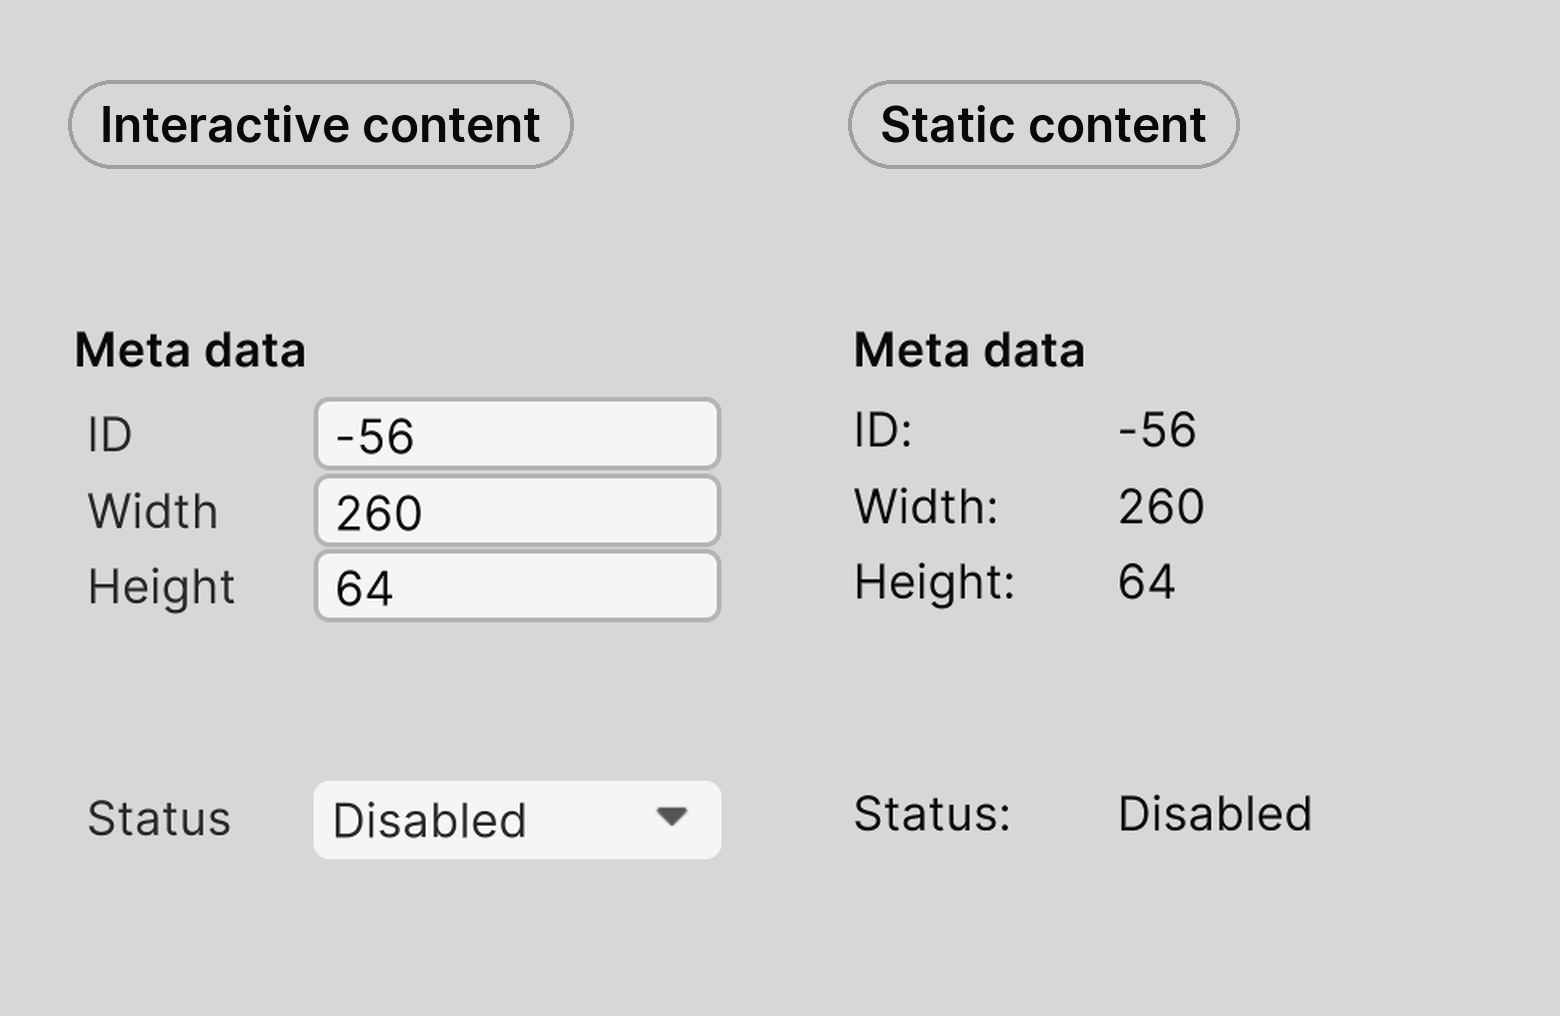 Interactive content
Meta data
ID -56
Width 260
Height 64
Status Disabled
Static content
Meta data
ID: -56
Width: 260
Height: 64
Status: Disabled